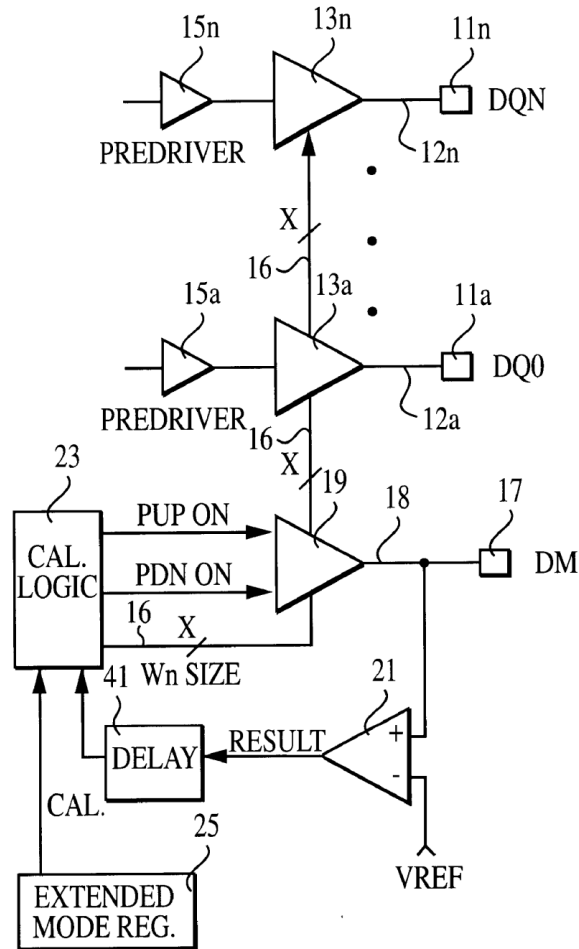 15n
13n
11n
DQN
PREDRIVER
12n
X
16
13a
15a
11a
DQ0
PREDRIVER
12a
16
X
23
19
18
17
PUP ON
CAL.
LOGIC
PDN ON
DM
16
X
Wn SIZE
41
21
+
RESULT
DELAY
-
CAL.
25
VREF
EXTENDED
MODE REG.